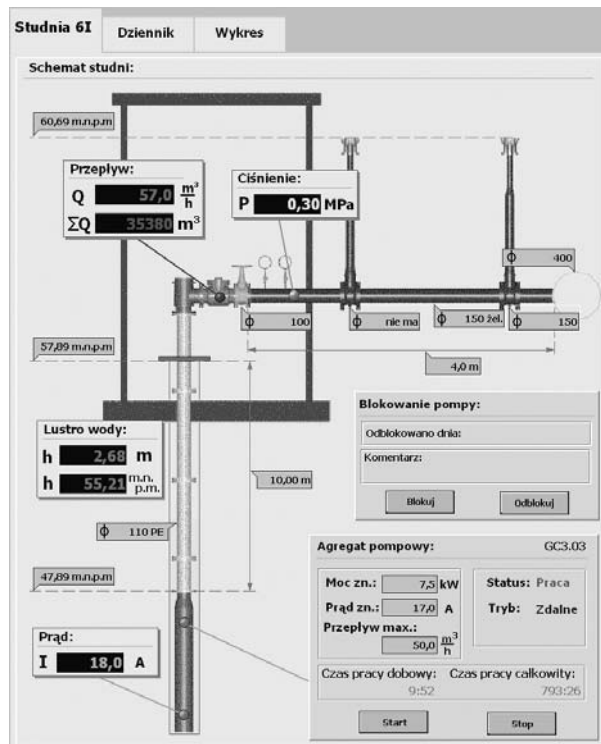 Studnia 6I
Dziennik
Wykres
Schemat studni:
60,69 m.n.p.m
Przepływ:
Q 57,0 m³/h
ΣQ 35380 m³
Ciśnienie:
P 0,30 MPa
ϕ 400
ϕ 100
ϕ nie ma
ϕ 150 żel.
ϕ 150
57,89 m.n.p.m
4,0 m
Lustro wody:
h 2,68 m
h 55,21 m.n.p.m.
10,00 m
ϕ 110 PE
47,89 m.n.p.m
Prąd:
I 18,0 A
Blokowanie pompy:
Odblokowano dnia:
Komentarz:
Blokuj
Odblokuj
Agregat pompowy: GC3.03
Moc zn.: 7,5 kW
Prąd zn.: 17,0 A
Przepływ max.:
50,0 m³/h
Status: Praca
Tryb: Zdalne
Czas pracy dobowy: Czas pracy całkowity:
9:52 793:26
Start
Stop